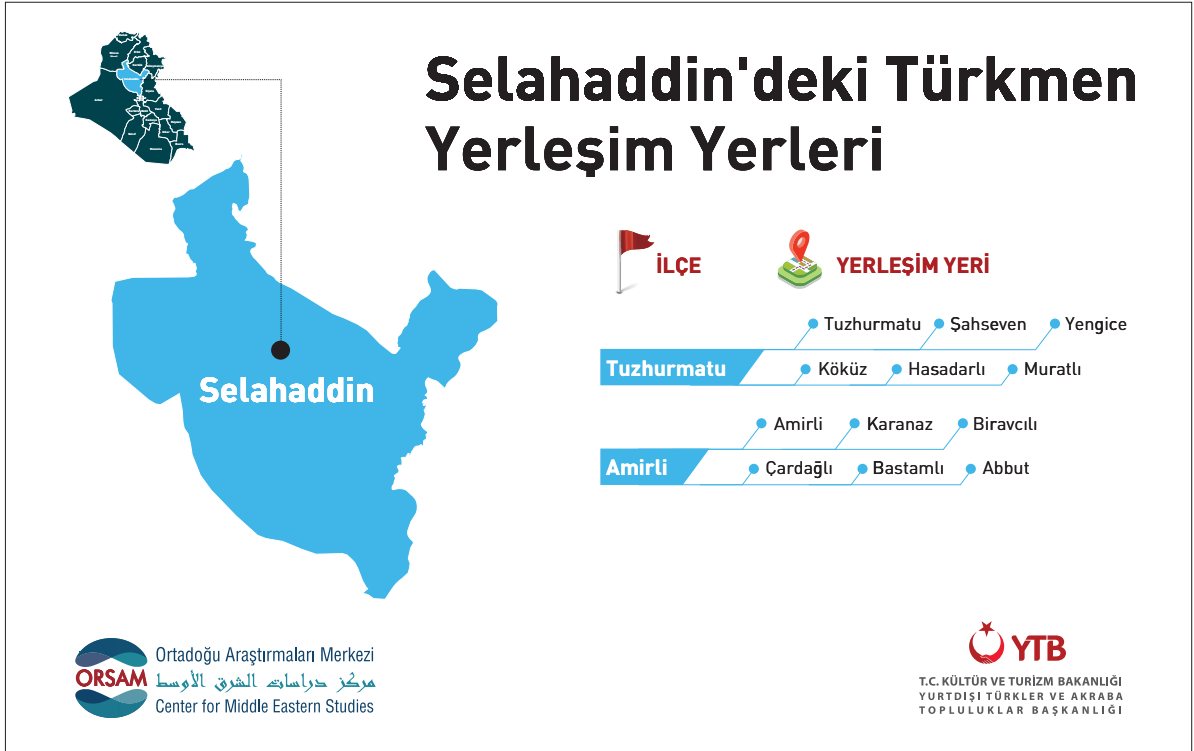 Selahaddin'deki Türkmen
Yerleşim Yerleri
İLÇE
YERLEŞİM YERİ
Selahaddin
Tuzhurmatu
Tuzhurmatu Şahseven Yengice
Köküz Hasadarlı Muratlı
Amirli
Amirli Karanaz Biravcılı
Çardağlı Bastamlı Abbut
ORSAM
Ortadoğu Araştırmaları Merkezi
مركز دراسات الشرق الأوسط
Center for Middle Eastern Studies
YTB
T.C. KÜLTÜR VE TURİZM BAKANLIĞI
YURTDIŞI TÜRKLER VE AKRABA
TOPLULUKLAR BAŞKANLIĞI